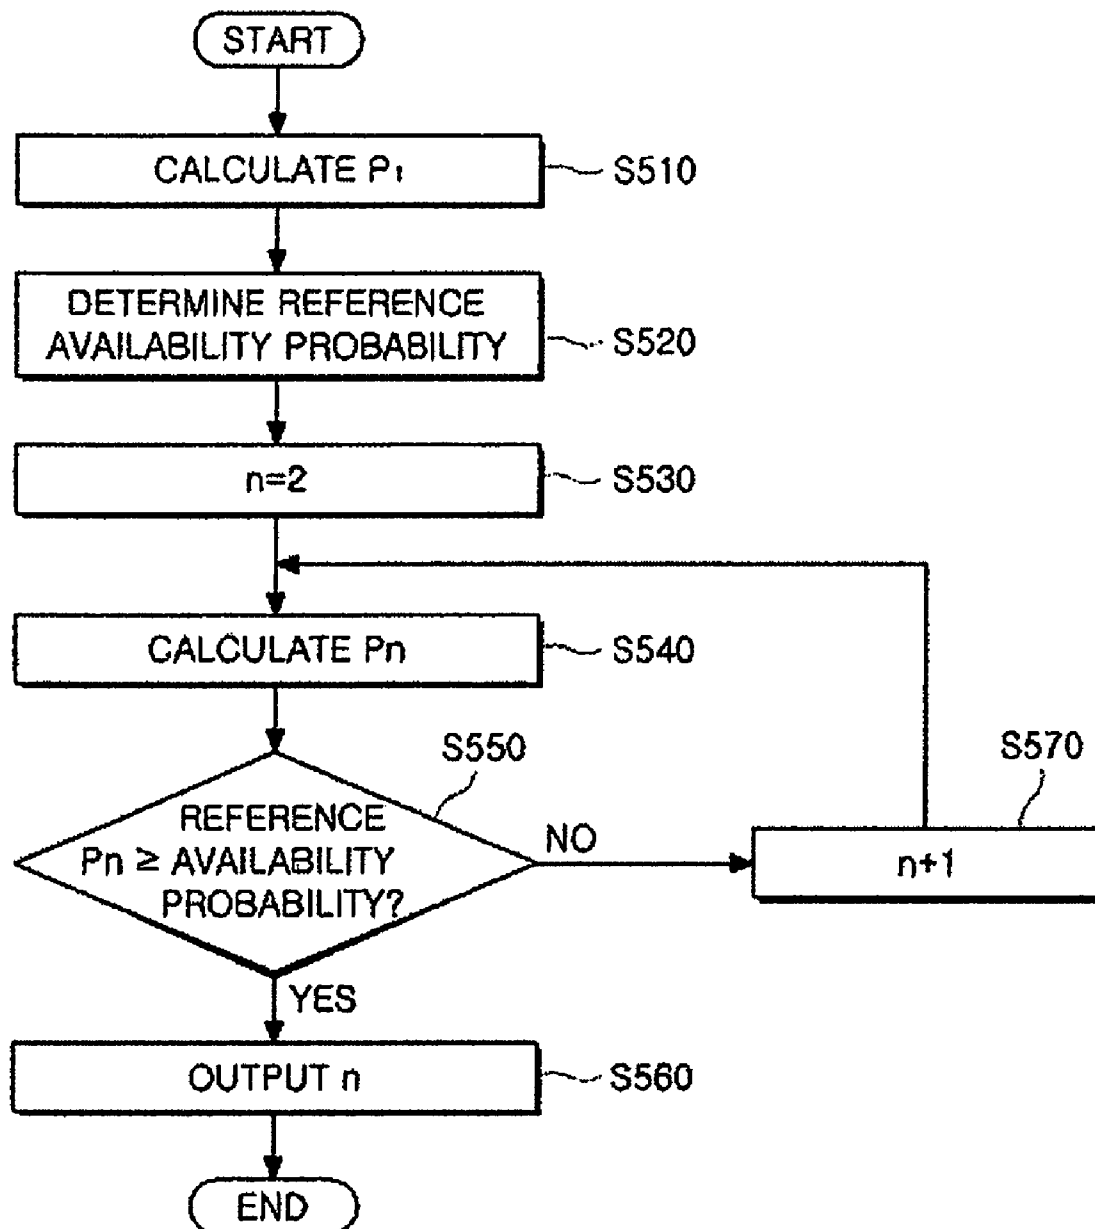 START
CALCULATE P₁
S510
DETERMINE REFERENCE
AVAILABILITY PROBABILITY
S520
n=2
S530
CALCULATE Pn
S540
S550
REFERENCE
Pn ≥ AVAILABILITY
PROBABILITY?
NO
S570
n+1
YES
OUTPUT n
S560
END